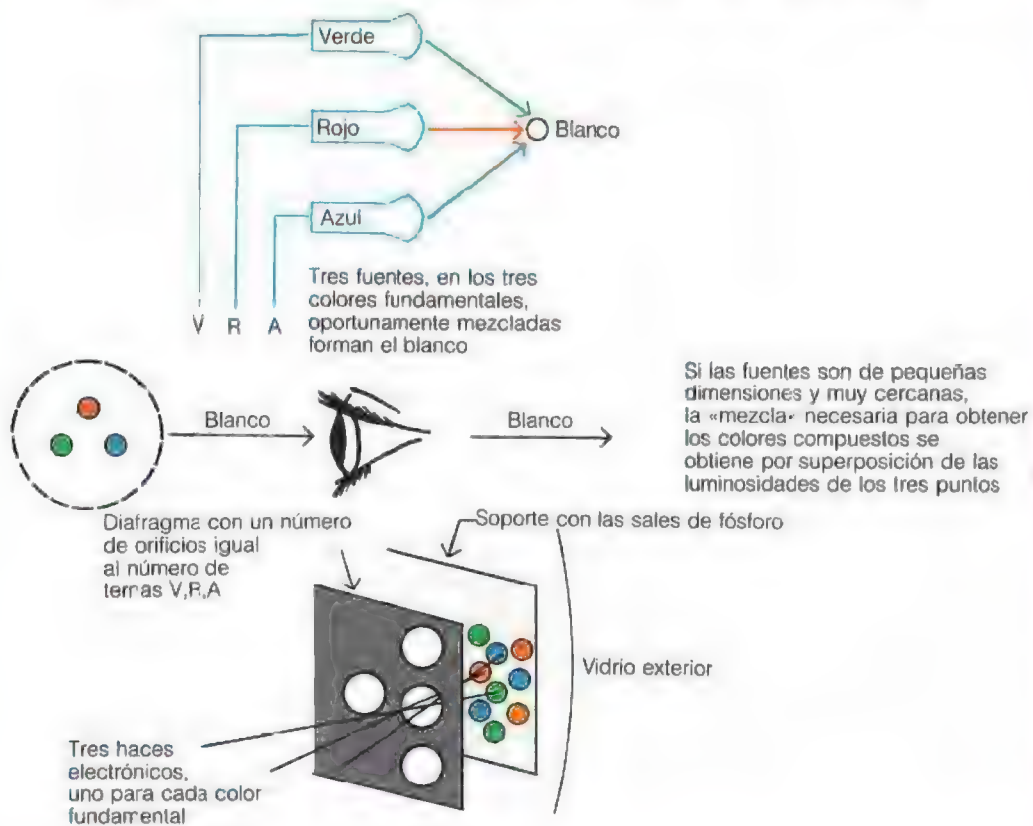 Verde
Rojo
Blanco
Azul
Tres fuentes, en los tres
colores fundamentales,
oportunamente mezcladas
forman el blanco
V R A
Si las fuentes son de pequeñas
dimensiones y muy cercanas,
la «mezcla» necesaria para obtener
los colores compuestos se
obtiene por superposición de las
luminosidades de los tres puntos
Blanco
Blanco
Diafragma con un número
de orificios igual
al número de
ternas V,R,A
Soporte con las sales de fósforo
Vidrio exterior
Tres haces
electrónicos,
uno para cada color
fundamental